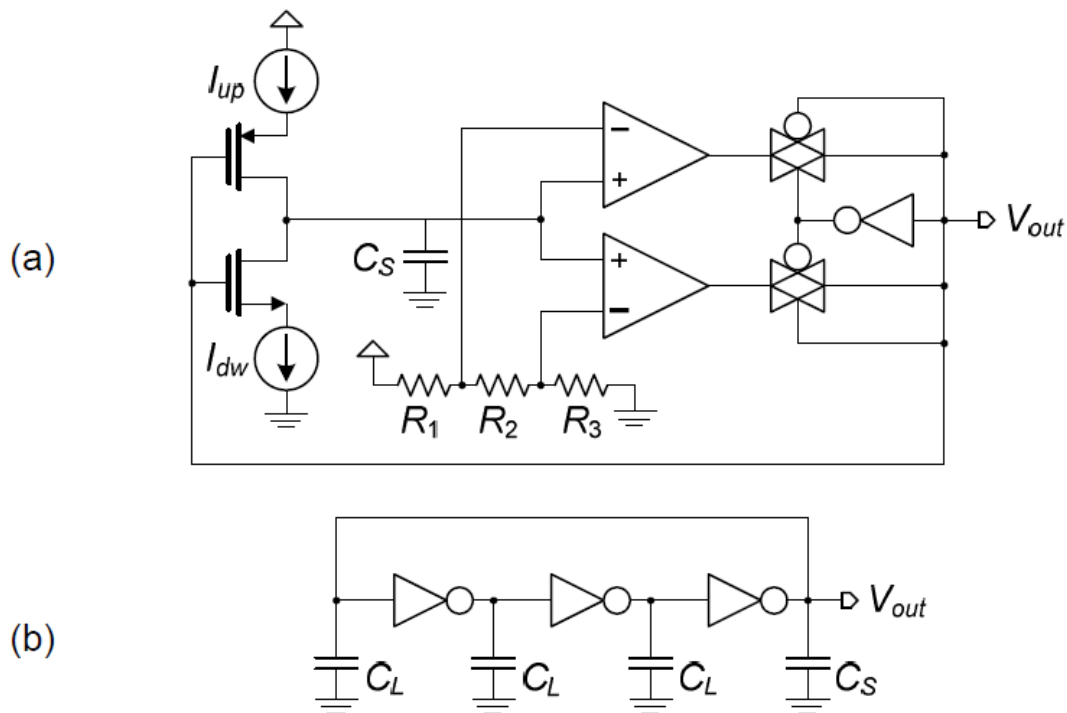 I_up
(a)
C_S
V_out
I_dw
R_1 R_2 R_3
− + + −
(b)
V_out
C_L C_L C_L C_S